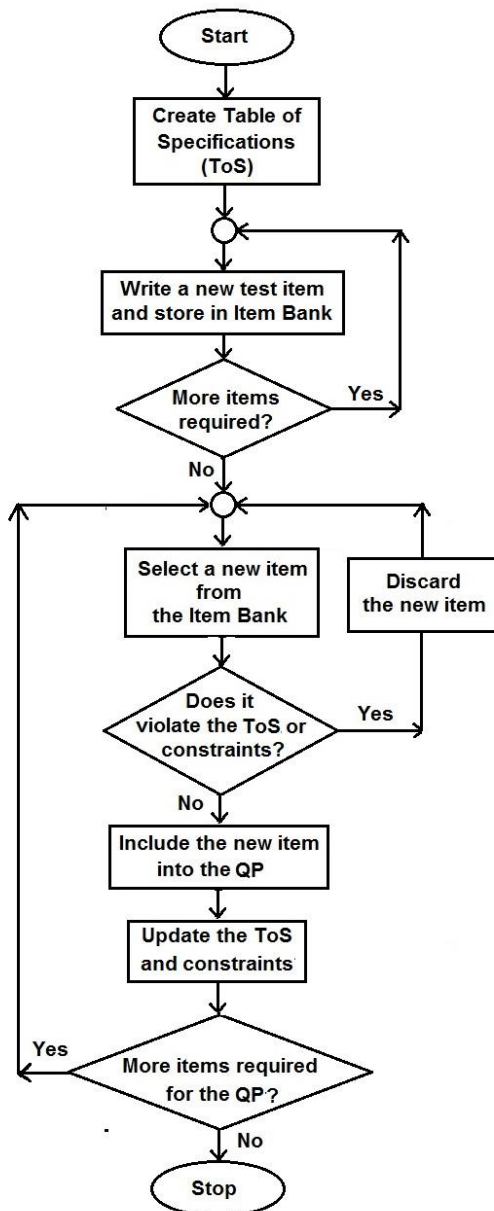 Start
Create Table of
Specifications
(ToS)
Write a new test item
and store in Item Bank
More items
required?
Yes
No
Select a new item
from
the Item Bank
Discard
the new item
Does it
violate the ToS or
constraints?
Yes
No
Include the new item
into the QP
Update the ToS
and constraints
Yes
More items required
for the QP?
No
Stop